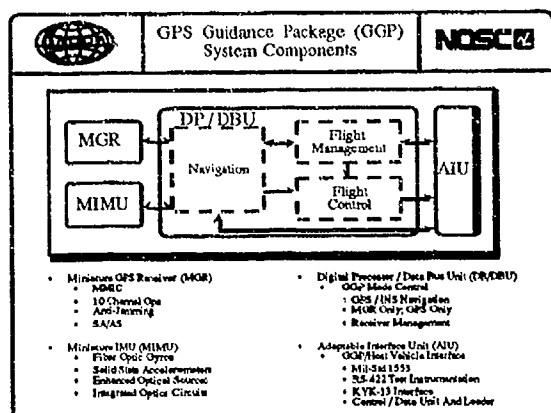 GPS Guidance Package (GGP)
System Components
NOSC
DP/DBU
MGR
MIMU
Navigation
Flight
Management
Flight
Control
AIU
• Miniature GPS Receiver (MGR)
• MMIC
• 10 Channel Ops
• Anti-Jamming
• SA/AS
• Miniature IMU (MIMU)
• Fiber Optic Gyros
• Solid State Accelerometers
• Enhanced Optical Sources
• Integrated Optic Circuits
• Digital Processor / Data Bus Unit (DP/DBU)
• GGP Mode Control
• GPS / INS Navigation
• MGR Only; GPS Only
• Receiver Management
• Adaptable Interface Unit (AIU)
• GGP/Host Vehicle Interface
• Mil-Std 1553
• RS-422 Test Instrumentation
• KYK-13 Interface
• Control / Data Unit And Loader